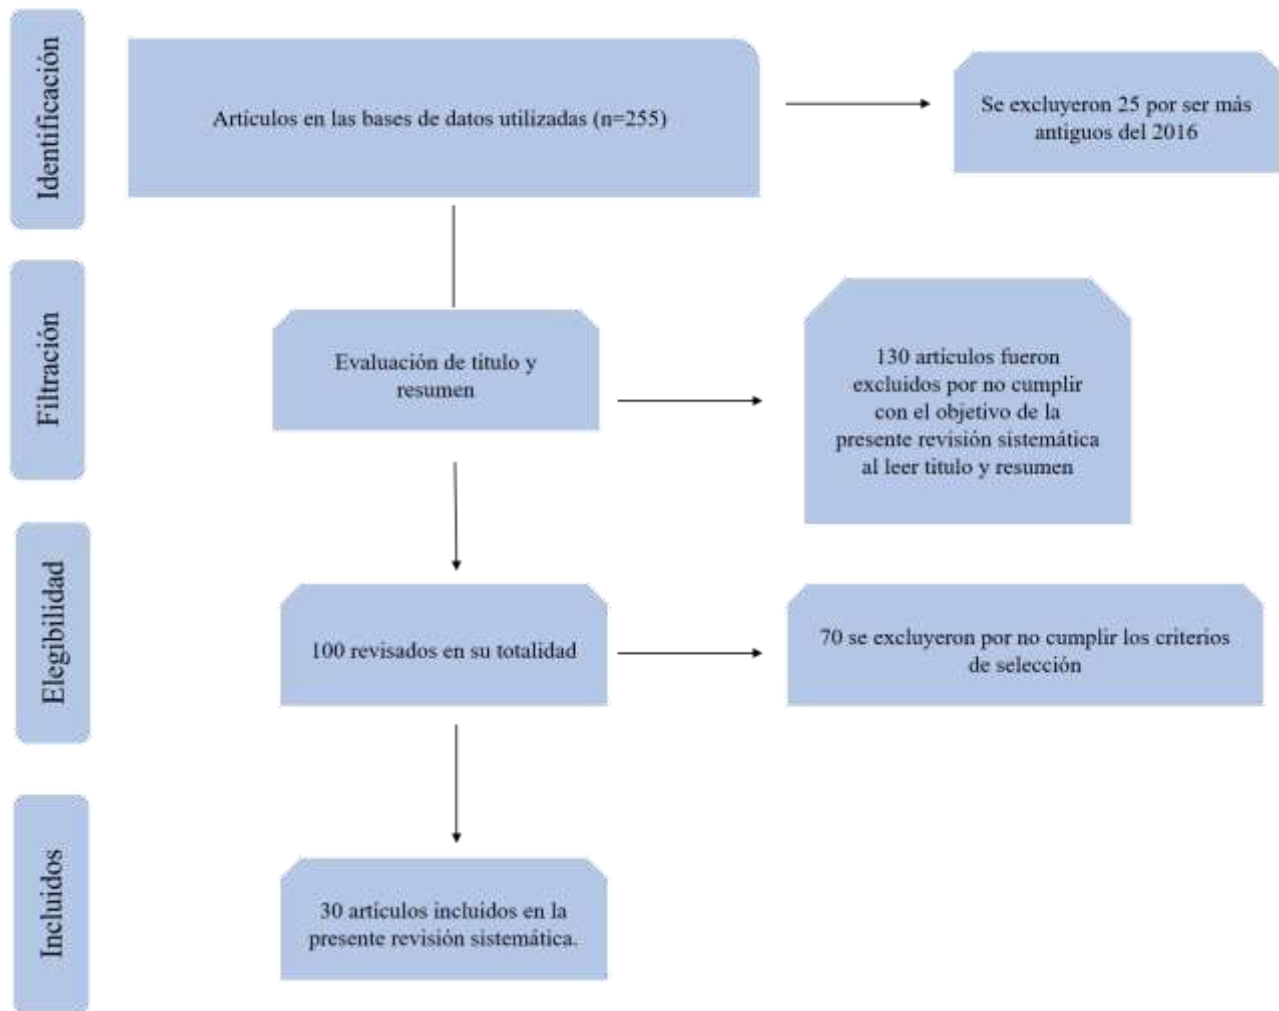 Identificación
Artículos en las bases de datos utilizadas (n=255)
Se excluyeron 25 por ser más
antiguos del 2016
Filtración
Evaluación de titulo y
resumen
130 artículos fueron
excluidos por no cumplir
con el objetivo de la
presente revisión sistemática
al leer titulo y resumen
Elegibilidad
100 revisados en su totalidad
70 se excluyeron por no cumplir los criterios
de selección
Incluidos
30 artículos incluidos en la
presente revisión sistemática.